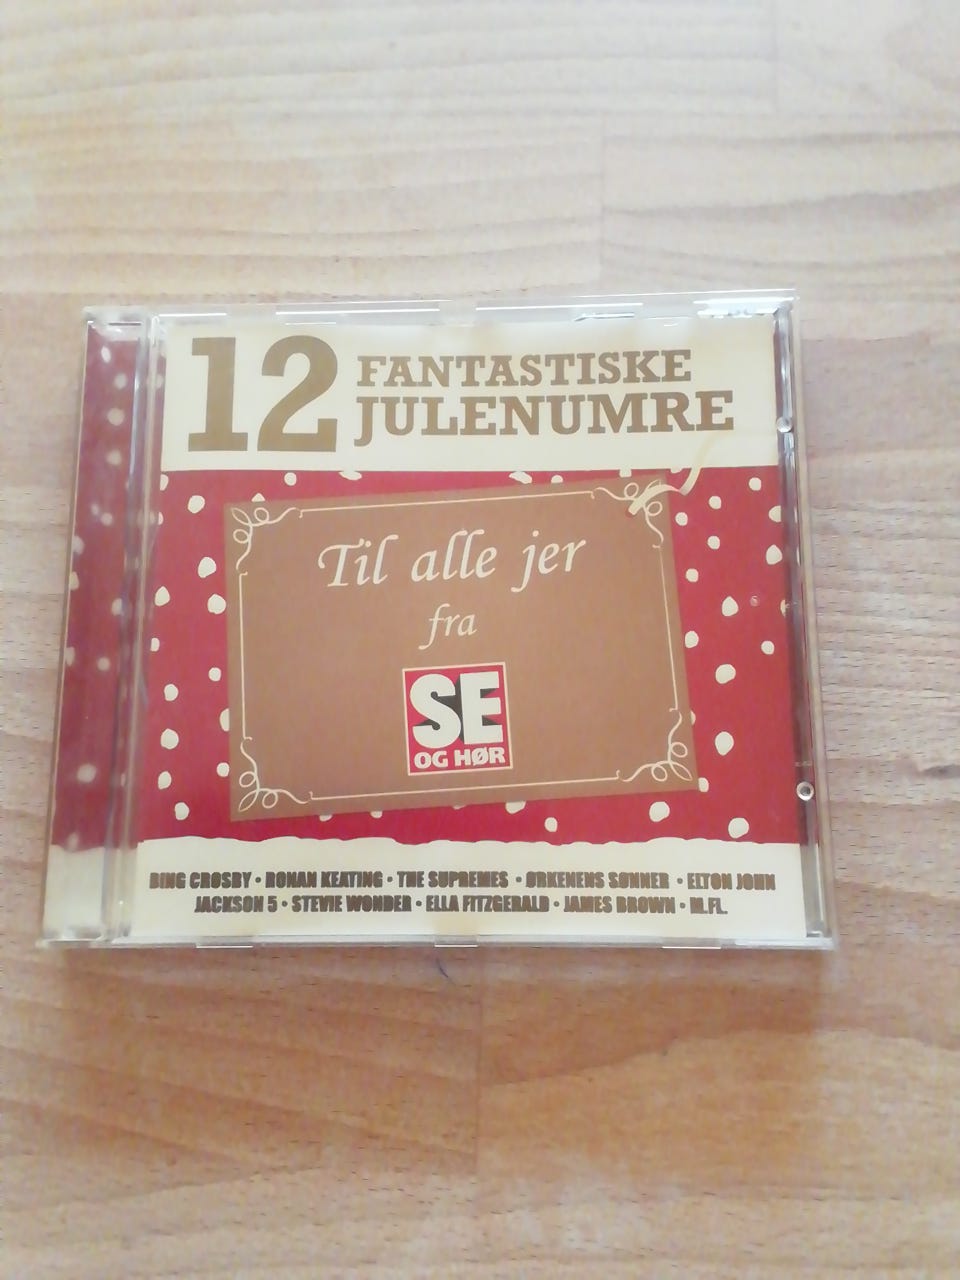 12 FANTASTISKE
JULENUMRE
Til alle jer
fra
SE
OG HØR
BING CROSBY • RONAN KEATING • THE SUPREMES • ØRKENENS SØNNER • ELTON JOHN
JACKSON 5 • STEVIE WONDER • ELLA FITZGERALD • JAMES BROWN • M.FL.